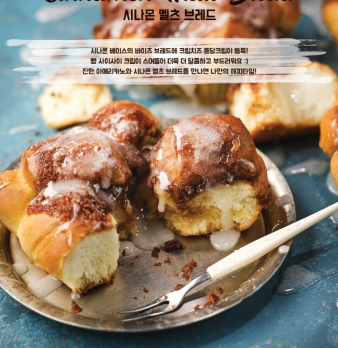 시나몬 멜츠 브레드
시나몬 베이스의 바이츠 브레드에 크림치즈 퐁당크림이 듬뿍!
빵 사이사이 크림이 스며들어 더욱 더 달콤하고 부드러워요 :)
진한 아메리카노와 시나몬 멜츠 브레드를 만나면 나만의 해피타임!